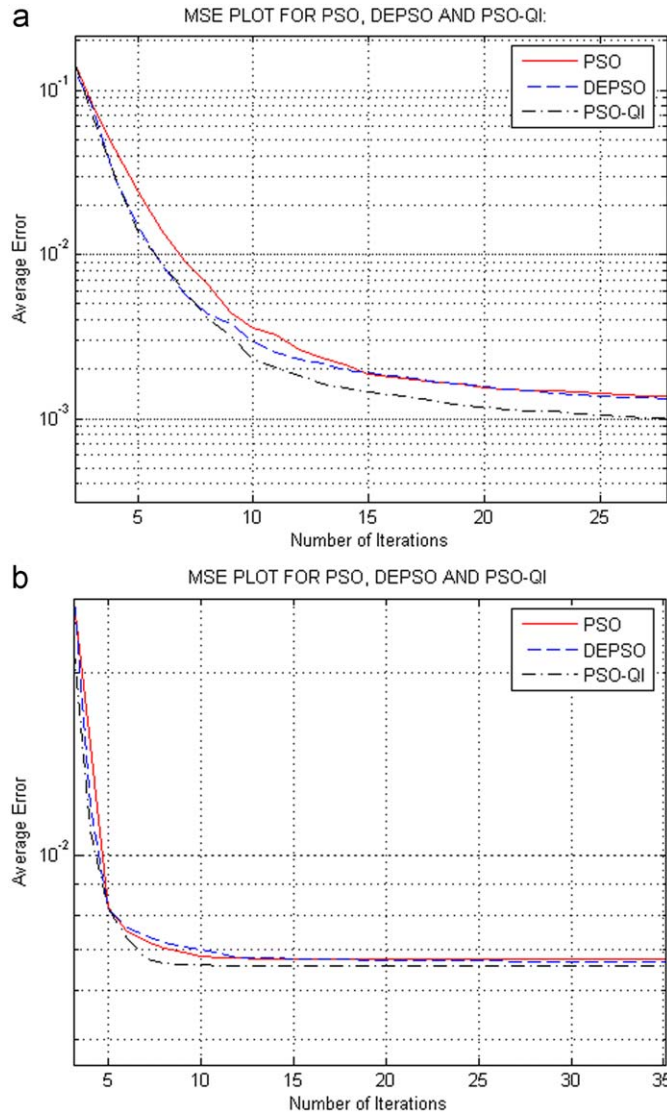 a
MSE PLOT FOR PSO, DEPSO AND PSO-QI:
PSO
DEPSO
PSO-QI
10-1
10-2
10-3
Average Error
5 10 15 20 25
Number of Iterations
b
MSE PLOT FOR PSO, DEPSO AND PSO-QI
PSO
DEPSO
PSO-QI
10-2
Average Error
5 10 15 20 25 30 35
Number of Iterations